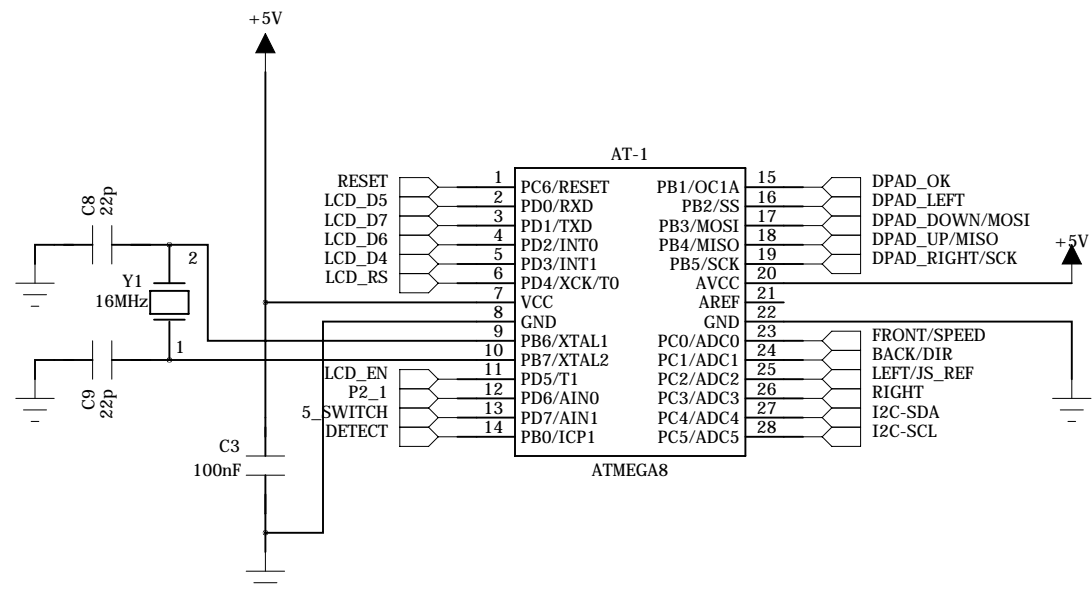 +5V
AT-1
RESET 1 PC6/RESET PB1/OC1A 15 DPAD_OK
LCD_D5 2 PD0/RXD PB2/SS 16 DPAD_LEFT
LCD_D7 3 PD1/TXD PB3/MOSI 17 DPAD_DOWN/MOSI
LCD_D6 4 PD2/INT0 PB4/MISO 18 DPAD_UP/MISO
+5V
LCD_D4 5 PD3/INT1 PB5/SCK 19 DPAD_RIGHT/SCK
LCD_RS 6 PD4/XCK/T0 AVCC 20
7 VCC AREF 21
8 GND GND 22
9 PB6/XTAL1 PC0/ADC0 23 FRONT/SPEED
10 PB7/XTAL2 PC1/ADC1 24 BACK/DIR
LCD_EN 11 PD5/T1 PC2/ADC2 25 LEFT/JS_REF
P2_1 12 PD6/AIN0 PC3/ADC3 26 RIGHT
5_SWITCH 13 PD7/AIN1 PC4/ADC4 27 I2C-SDA
DETECT 14 PB0/ICP1 PC5/ADC5 28 I2C-SCL
ATMEGA8
C8
22p
2
Y1
16MHz
1
C9
22p
C3
100nF